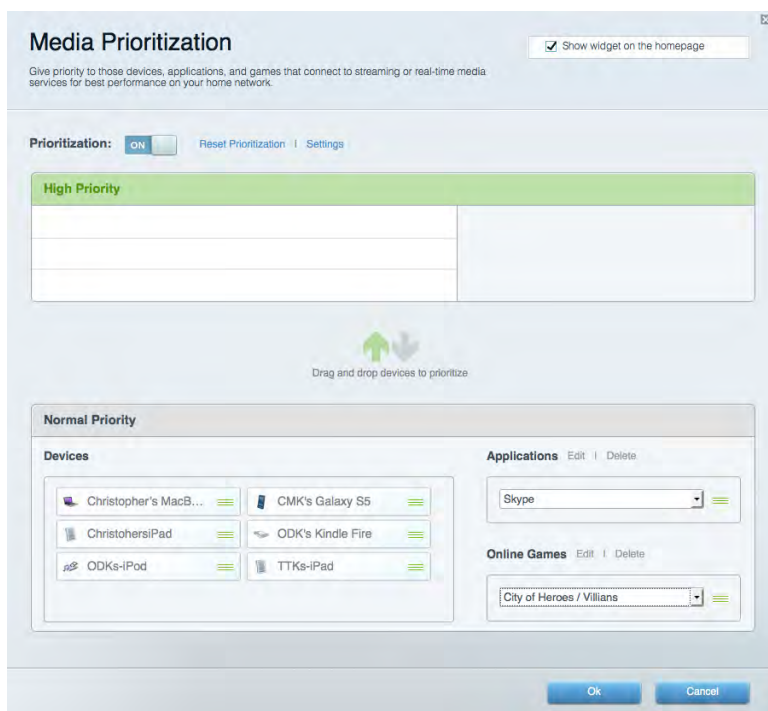 Media Prioritization
Show widget on the homepage
Give priority to those devices, applications, and games that connect to streaming or real-time media
services for best performance on your home network.
Prioritization: ON Reset Prioritization | Settings
High Priority
Drag and drop devices to prioritize
Normal Priority
Devices
Applications Edit | Delete
Christopher's MacB... CMK's Galaxy S5
Skype
ChristohersiPad ODK's Kindle Fire
ODKs-iPod TTKs-iPad
Online Games Edit | Delete
City of Heroes / Villians
Ok Cancel